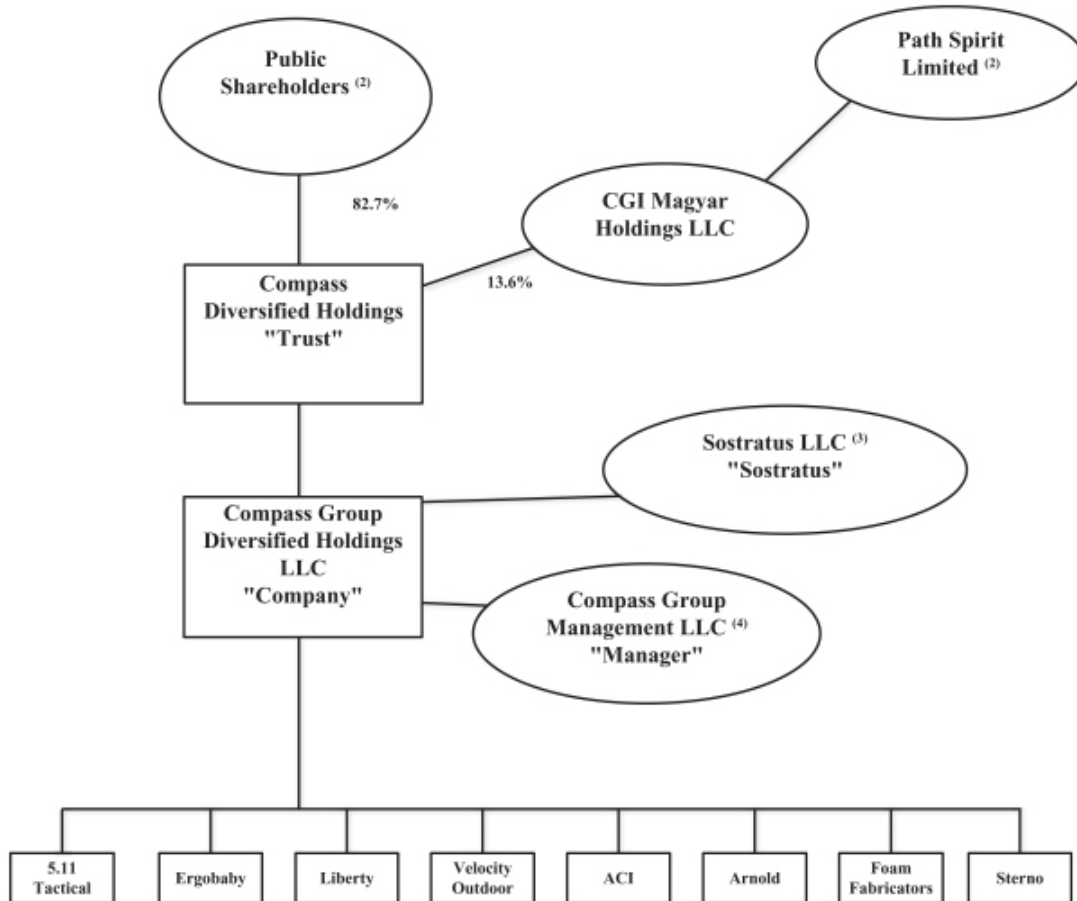 Public
Shareholders (2)
Path Spirit
Limited (2)
82.7%
CGI Magyar
Holdings LLC
13.6%
Compass
Diversified Holdings
"Trust"
Sostratus LLC (3)
"Sostratus"
Compass Group
Diversified Holdings
LLC
"Company"
Compass Group
Management LLC (4)
"Manager"
5.11
Tactical
Ergobaby
Liberty
Velocity
Outdoor
ACI
Arnold
Foam
Fabricators
Sterno